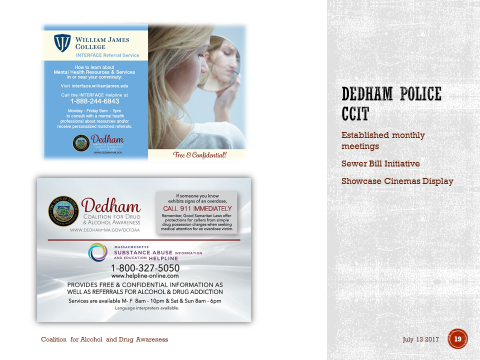 WILLIAM JAMES
COLLEGE
INTERFACE Referral Service
How to learn about
Mental Health Resources & Services
in or near your community:
Visit interface.williamjames.edu
Call the INTERFACE Helpline at
1-888-244-6843
Monday - Friday 9am - 5pm
to consult with a mental health
professional about resources and/or
receive personalized matched referrals.
Dedham
Free & Confidential!
Dedham
COALITION FOR DRUG
& ALCOHOL AWARENESS
WWW.DEDHAM-MA.GOV/DCFDAA
If someone you know
exhibits signs of an overdose,
CALL 911 IMMEDIATELY
Remember, Good Samaritan Laws offer
protections for callers from simple
drug possession charges when seeking
medical attention for an overdose victim.
MASSACHUSETTS
SUBSTANCE ABUSE INFORMATION
AND EDUCATION HELPLINE
1-800-327-5050
www.helpline-online.com
PROVIDES FREE & CONFIDENTIAL INFORMATION AS
WELL AS REFERRALS FOR ALCOHOL & DRUG ADDICTION
Services are available M- F 8am - 10pm & Sat & Sun 8am - 6pm
Language interpreters available.
DEDHAM POLICE
CCIT
Established monthly
meetings
Sewer Bill Initiative
Showcase Cinemas Display
Coalition for Alcohol and Drug Awareness
July 13 2017
19